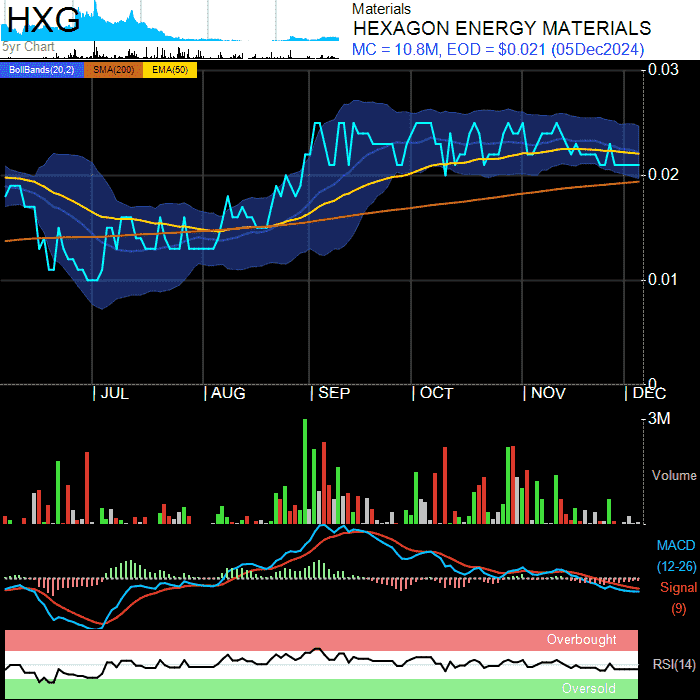 HXG
Materials
HEXAGON ENERGY MATERIALS
MC = 10.8M, EOD = $0.021 (05Dec2024)
5yr Chart
BollBands(20,2) SMA(200) EMA(50)
0.03
0.02
0.01
0
JUL AUG SEP OCT NOV DEC
3M
Volume
MACD
(12-26)
Signal
(9)
Overbought
RSI(14)
Oversold